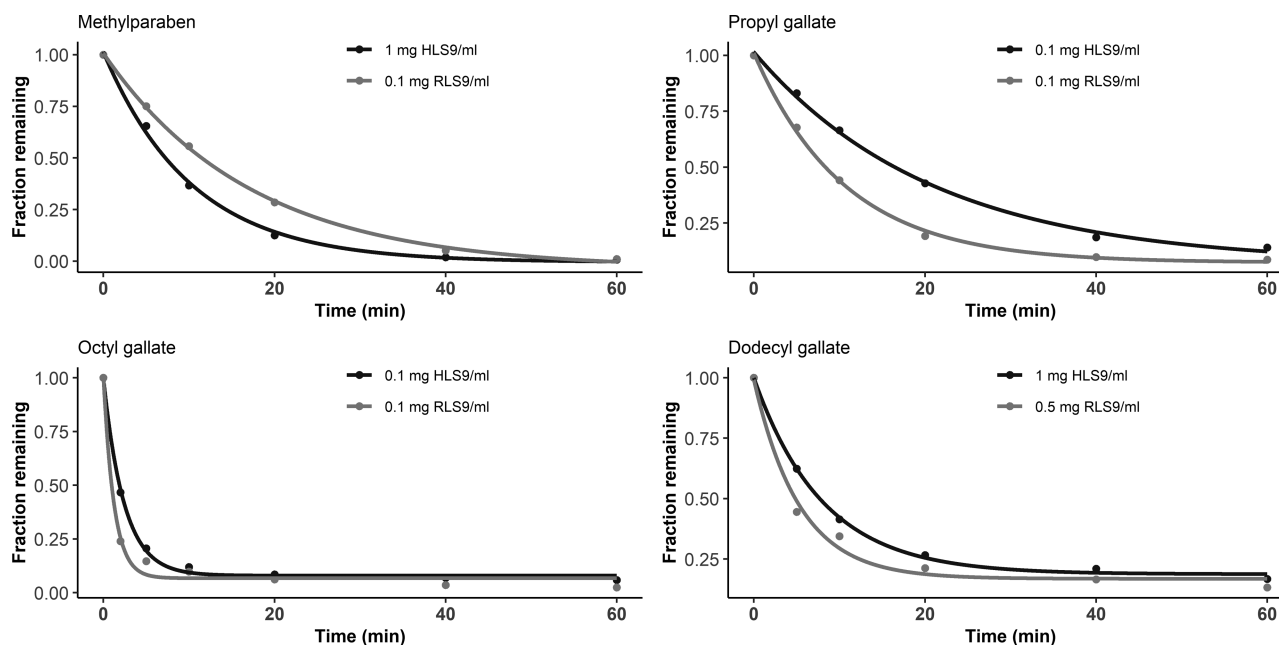 Methylparaben
1.00
0.75
0.50
0.25
0.00
Fraction remaining
1 mg HLS9/ml
0.1 mg RLS9/ml
0 20 40 60
Time (min)
Propyl gallate
1.00
0.75
0.50
0.25
Fraction remaining
0.1 mg HLS9/ml
0.1 mg RLS9/ml
0 20 40 60
Time (min)
Octyl gallate
1.00
0.75
0.50
0.25
0.00
Fraction remaining
0.1 mg HLS9/ml
0.1 mg RLS9/ml
0 20 40 60
Time (min)
Dodecyl gallate
1.00
0.75
0.50
0.25
Fraction remaining
1 mg HLS9/ml
0.5 mg RLS9/ml
0 20 40 60
Time (min)